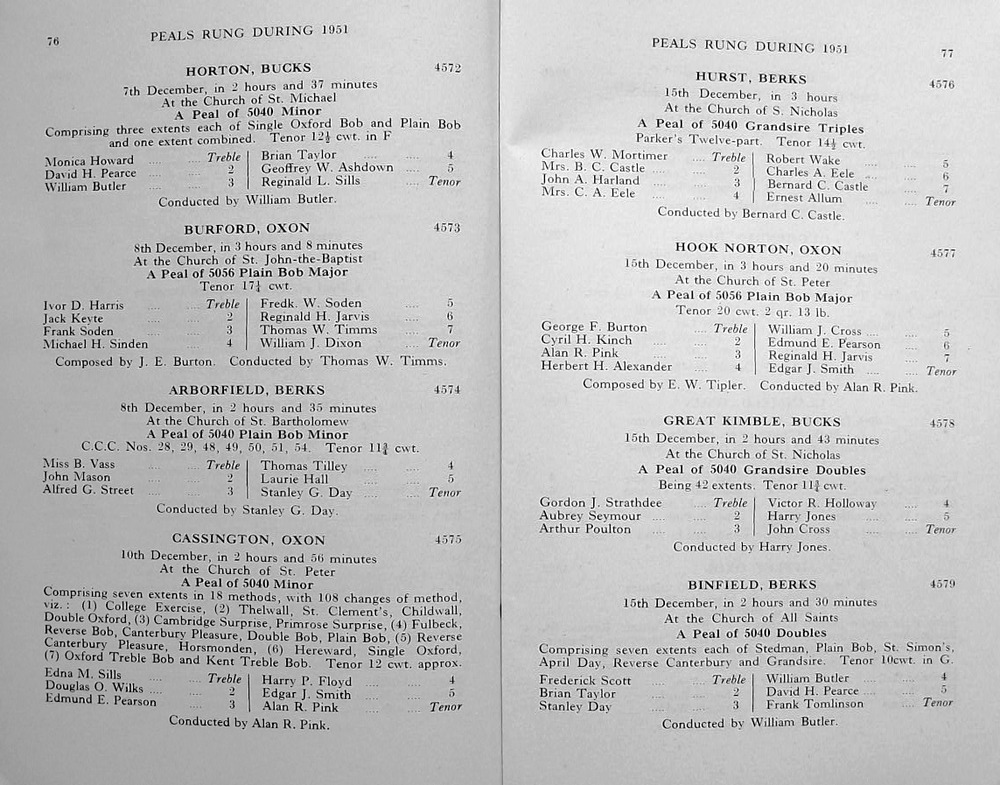 76
PEALS RUNG DURING 1951
HORTON, BUCKS 4572
7th December, in 2 hours and 37 minutes
At the Church of St. Michael
A Peal of 5040 Minor
Comprising three extents each of Single Oxford Bob and Plain Bob
and one extent combined. Tenor 12½ cwt. in F
Monica Howard .... .... Treble | Brian Taylor .... .... 4
David H. Pearce .... 2 | Geoffrey W. Ashdown .... 5
William Butler .... .... 3 | Reginald L. Sills .... Tenor
Conducted by William Butler.
BURFORD, OXON 4573
8th December, in 3 hours and 8 minutes
At the Church of St. John-the-Baptist
A Peal of 5056 Plain Bob Major
Tenor 17¼ cwt.
Ivor D. Harris .... .... Treble | Fredk. W. Soden .... 5
Jack Keyte .... .... 2 | Reginald H. Jarvis .... 6
Frank Soden .... .... 3 | Thomas W. Timms .... 7
Michael H. Sinden .... 4 | William J. Dixon .... Tenor
Composed by J. E. Burton. Conducted by Thomas W. Timms.
ARBORFIELD, BERKS 4574
8th December, in 2 hours and 35 minutes
At the Church of St. Bartholomew
A Peal of 5040 Plain Bob Minor
C.C.C. Nos. 28, 29, 48, 49, 50, 51, 54. Tenor 11¾ cwt.
Miss B. Vass .... .... Treble | Thomas Tilley .... 4
John Mason .... .... 2 | Laurie Hall .... .... 5
Alfred G. Street .... .... 3 | Stanley G. Day .... .... Tenor
Conducted by Stanley G. Day.
CASSINGTON, OXON 4575
10th December, in 2 hours and 56 minutes
At the Church of St. Peter
A Peal of 5040 Minor
Comprising seven extents in 18 methods, with 108 changes of method,
viz.: (1) College Exercise, (2) Thelwall, St. Clement's, Childwall,
Double Oxford, (3) Cambridge Surprise, Primrose Surprise, (4) Fulbeck,
Reverse Bob, Canterbury Pleasure, Double Bob, Plain Bob, (5) Reverse
Canterbury Pleasure, Horsmonden, (6) Hereward, Single Oxford,
(7) Oxford Treble Bob and Kent Treble Bob. Tenor 12 cwt. approx.
Edna M. Sills .... .... Treble | Harry P. Floyd .... .... 4
Douglas O. Wilks .... .... 2 | Edgar J. Smith .... .... 5
Edmund E. Pearson .... 3 | Alan R. Pink .... .... Tenor
Conducted by Alan R. Pink.
PEALS RUNG DURING 1951
77
HURST, BERKS 4576
15th December, in 3 hours
At the Church of S. Nicholas
A Peal of 5040 Grandsire Triples
Parker's Twelve-part. Tenor 14½ cwt.
Charles W. Mortimer .... Treble | Robert Wake .... .... 5
Mrs. B. C. Castle .... .... 2 | Charles A. Eele .... .... 6
John A. Harland .... 3 | Bernard C. Castle .... 7
Mrs. C. A. Eele .... .... 4 | Ernest Allum .... .... Tenor
Conducted by Bernard C. Castle.
HOOK NORTON, OXON 4577
15th December, in 3 hours and 20 minutes
At the Church of St. Peter
A Peal of 5056 Plain Bob Major
Tenor 20 cwt. 2 qr. 13 lb.
George F. Burton .... Treble | William J. Cross .... .... 5
Cyril H. Kinch .... .... 2 | Edmund E. Pearson .... 6
Alan R. Pink .... .... 3 | Reginald H. Jarvis .... 7
Herbert H. Alexander .... 4 | Edgar J. Smith .... .... Tenor
Composed by E. W. Tipler. Conducted by Alan R. Pink.
GREAT KIMBLE, BUCKS 4578
15th December, in 2 hours and 43 minutes
At the Church of St. Nicholas
A Peal of 5040 Grandsire Doubles
Being 42 extents. Tenor 11¾ cwt.
Gordon J. Strathdee .... Treble | Victor R. Holloway .... 4
Aubrey Seymour .... .... 2 | Harry Jones .... .... 5
Arthur Poulton .... .... 3 | John Cross .... .... Tenor
Conducted by Harry Jones.
BINFIELD, BERKS 4579
15th December, in 2 hours and 30 minutes
At the Church of All Saints
A Peal of 5040 Doubles
Comprising seven extents each of Stedman, Plain Bob, St. Simon's,
April Day, Reverse Canterbury and Grandsire. Tenor 10cwt. in G.
Frederick Scott .... .... Treble | William Butler .... .... 4
Brian Taylor .... .... 2 | David H. Pearce .... .... 5
Stanley Day .... .... 3 | Frank Tomlinson .... Tenor
Conducted by William Butler.